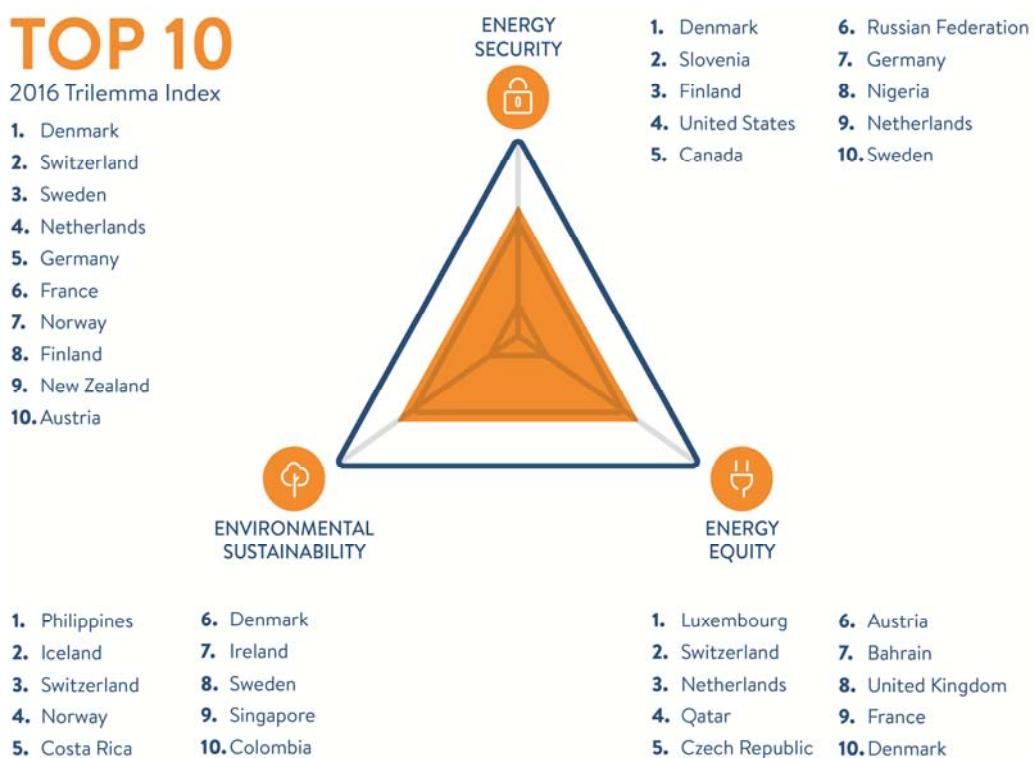 TOP 10
2016 Trilemma Index
1. Denmark
2. Switzerland
3. Sweden
4. Netherlands
5. Germany
6. France
7. Norway
8. Finland
9. New Zealand
10. Austria
ENERGY
SECURITY
1. Denmark
2. Slovenia
3. Finland
4. United States
5. Canada
6. Russian Federation
7. Germany
8. Nigeria
9. Netherlands
10. Sweden
ENVIRONMENTAL
SUSTAINABILITY
1. Philippines
2. Iceland
3. Switzerland
4. Norway
5. Costa Rica
6. Denmark
7. Ireland
8. Sweden
9. Singapore
10. Colombia
ENERGY
EQUITY
1. Luxembourg
2. Switzerland
3. Netherlands
4. Qatar
5. Czech Republic
6. Austria
7. Bahrain
8. United Kingdom
9. France
10. Denmark